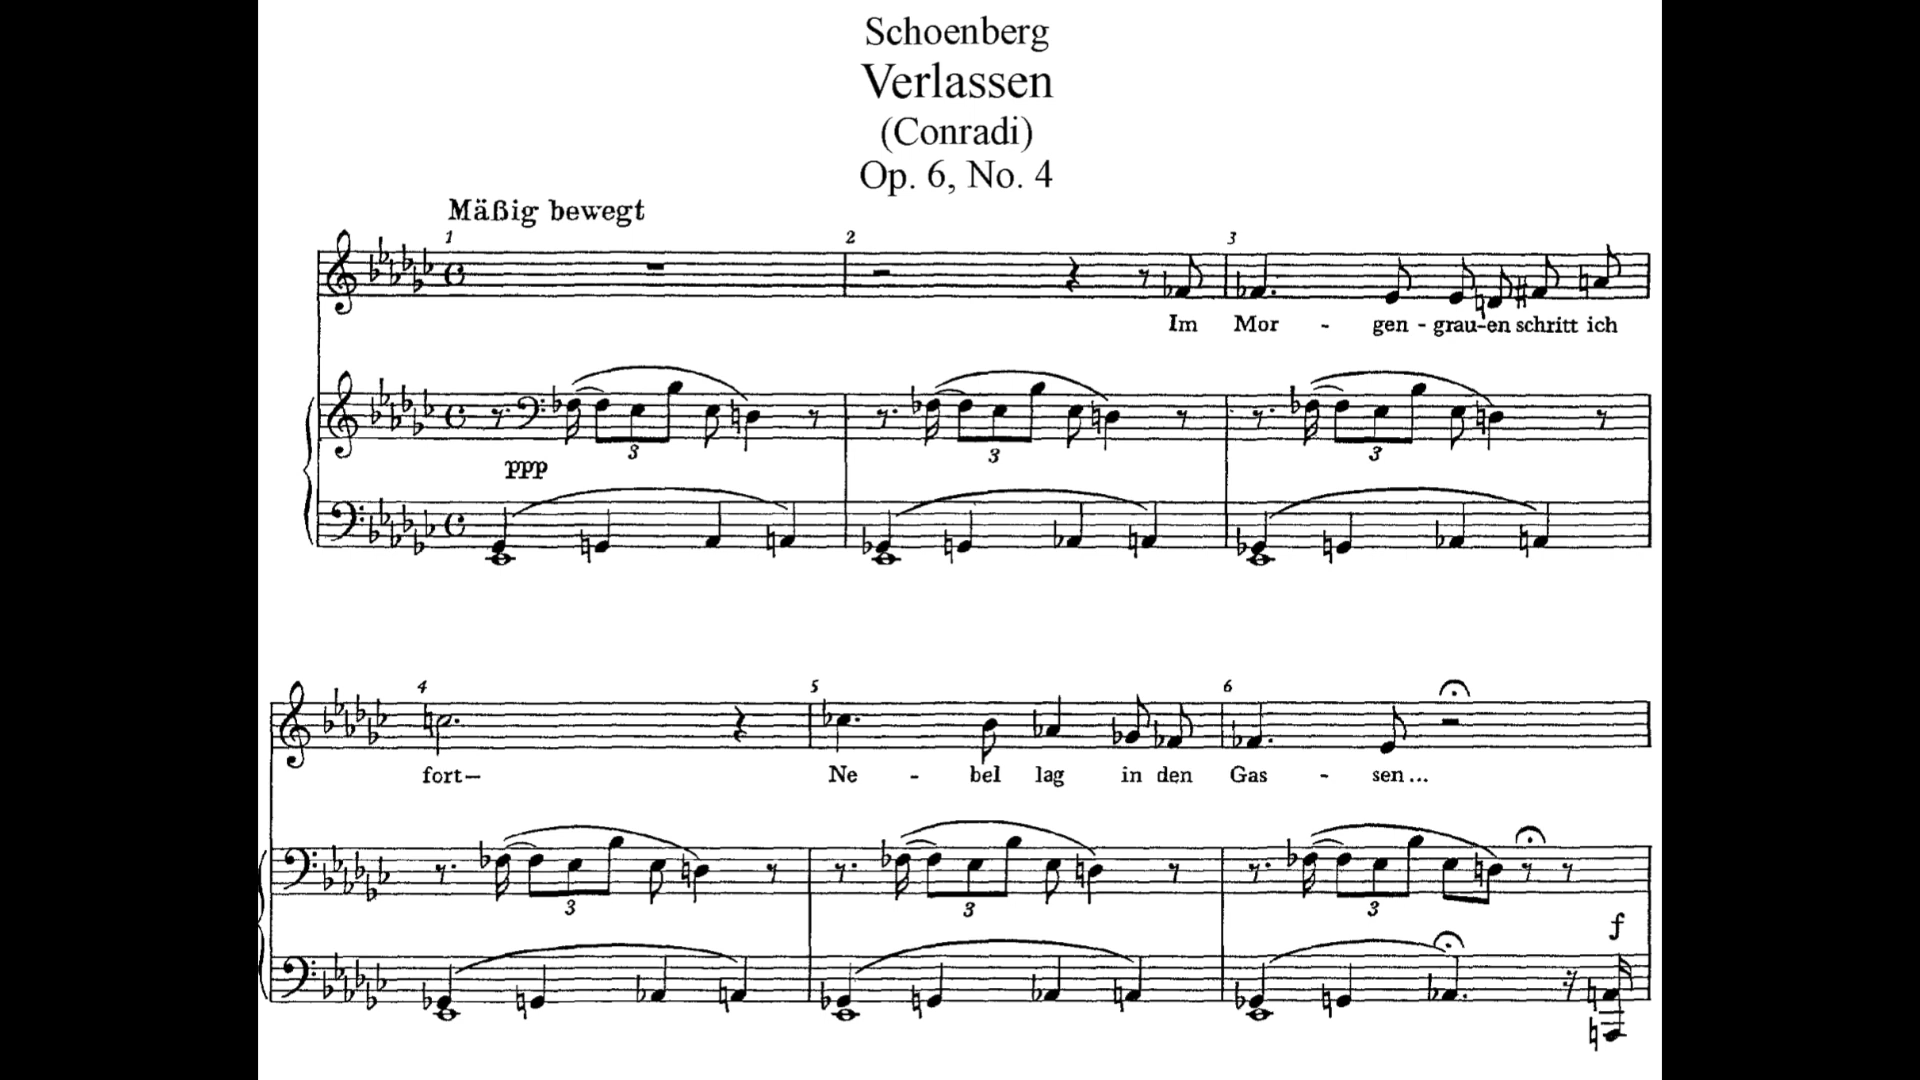 Schoenberg
Verlassen
(Conradi)
Op. 6, No. 4
Mäßig bewegt
1 2 3
Im Mor - gen - grau-en schritt ich
3 3 3
ppp
4 5 6
fort— Ne - bel lag in den Gas - sen...
3 3 3
f